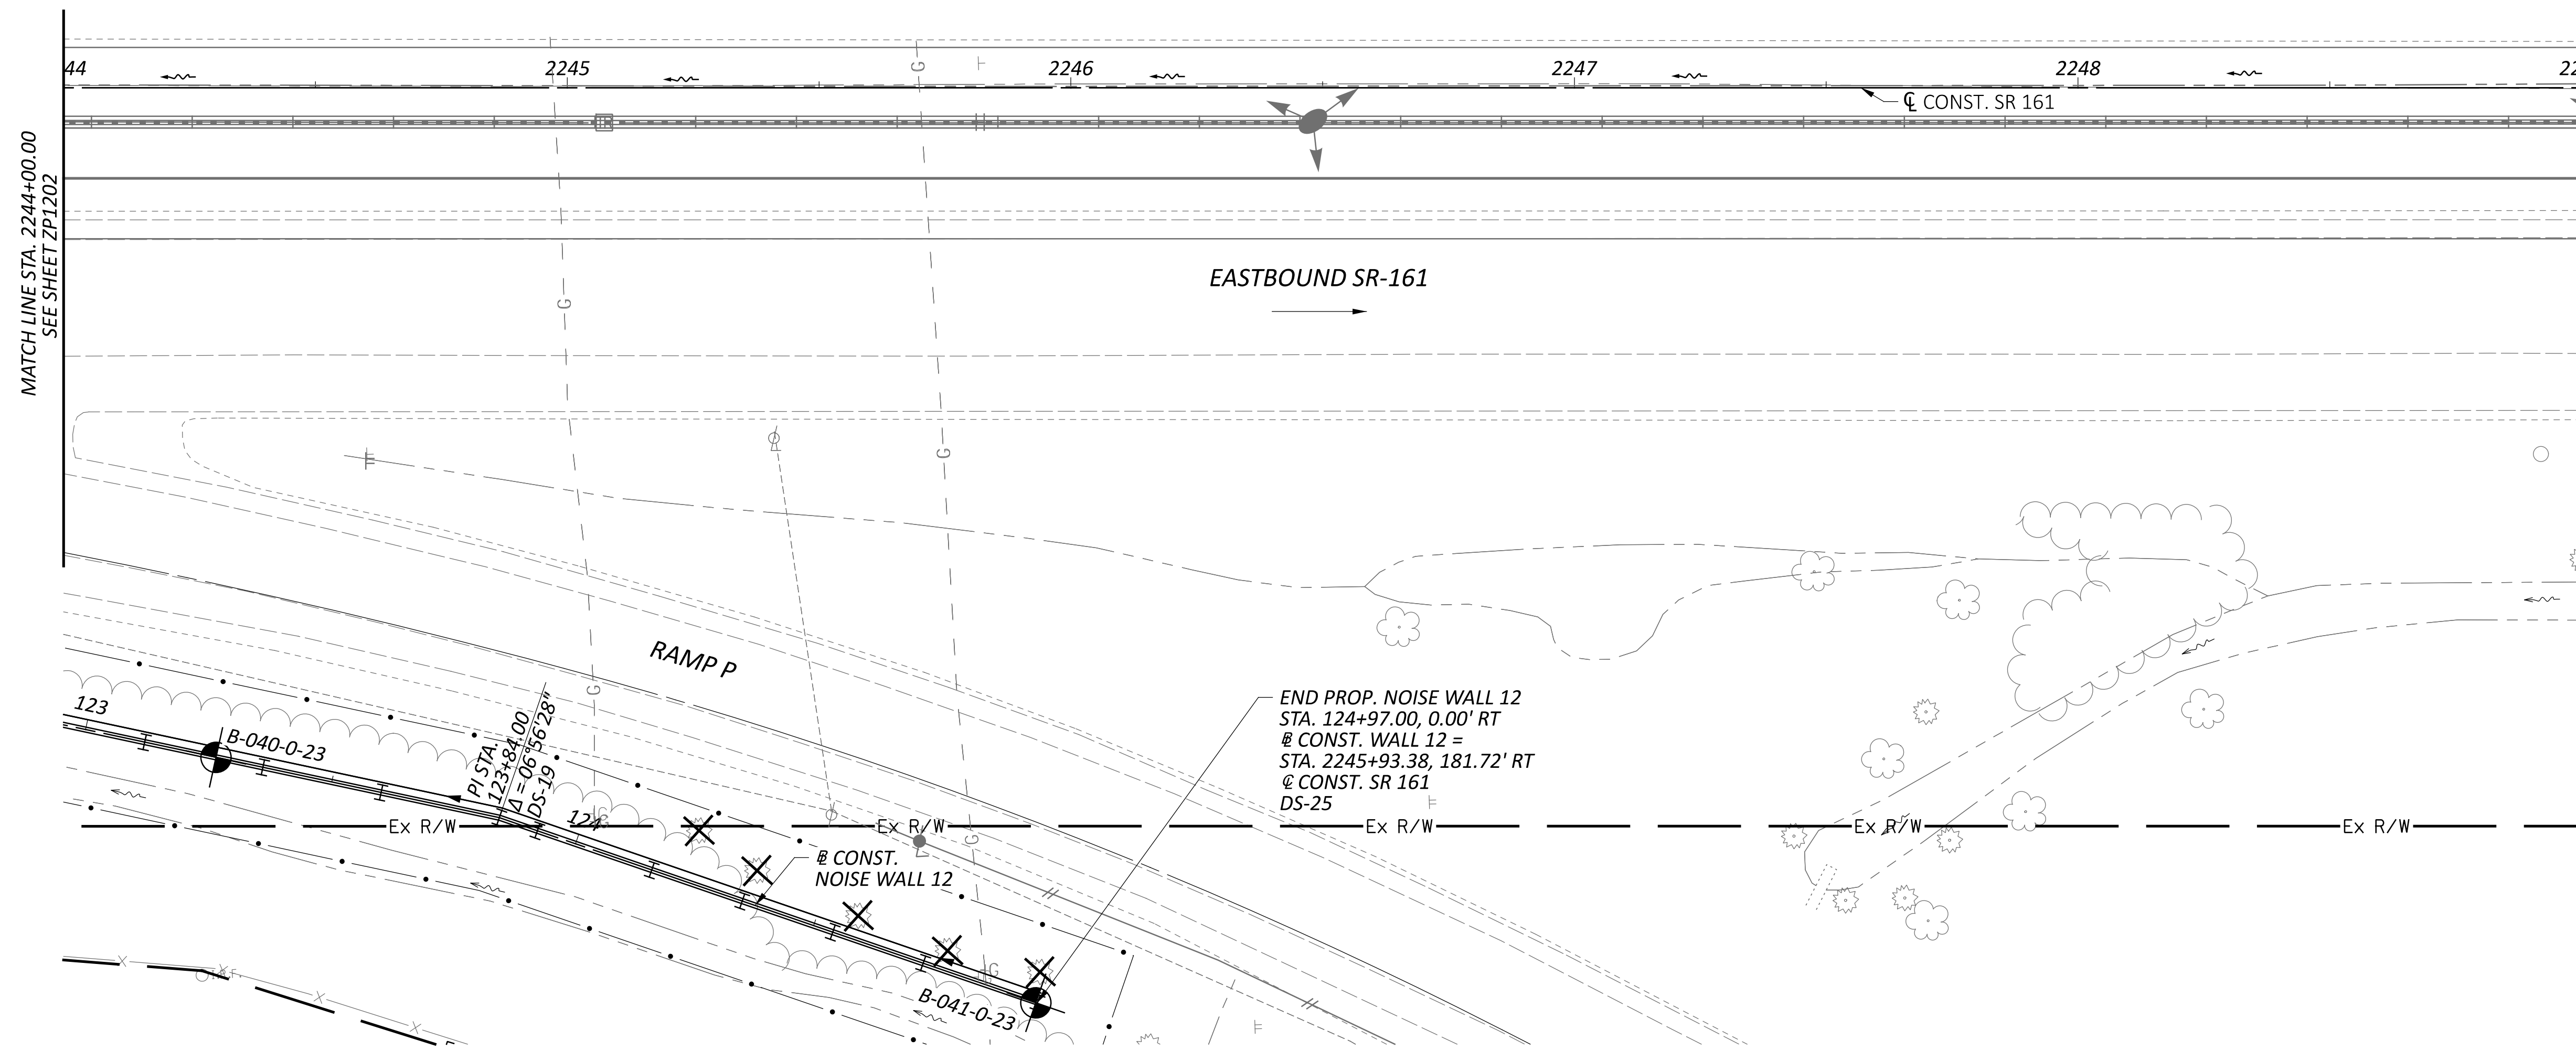 44
2245
2246
2247
2248
22
℄ CONST. SR 161
MATCH LINE STA. 2244+00.00
SEE SHEET ZP1202
G
G
G
G
EASTBOUND SR-161
RAMP P
G
123
B-040-0-23
PI STA.
123+84.00
Δ = 06°56'28"
DS-19
124
G
Ex R/W
Ex R/W
Ex R/W
Ex R/W
Ex R/W
G
END PROP. NOISE WALL 12
STA. 124+97.00, 0.00' RT
BL CONST. WALL 12 =
STA. 2245+93.38, 181.72' RT
℄ CONST. SR 161
DS-25
BL CONST.
NOISE WALL 12
G
B-041-0-23
X
X
X
X